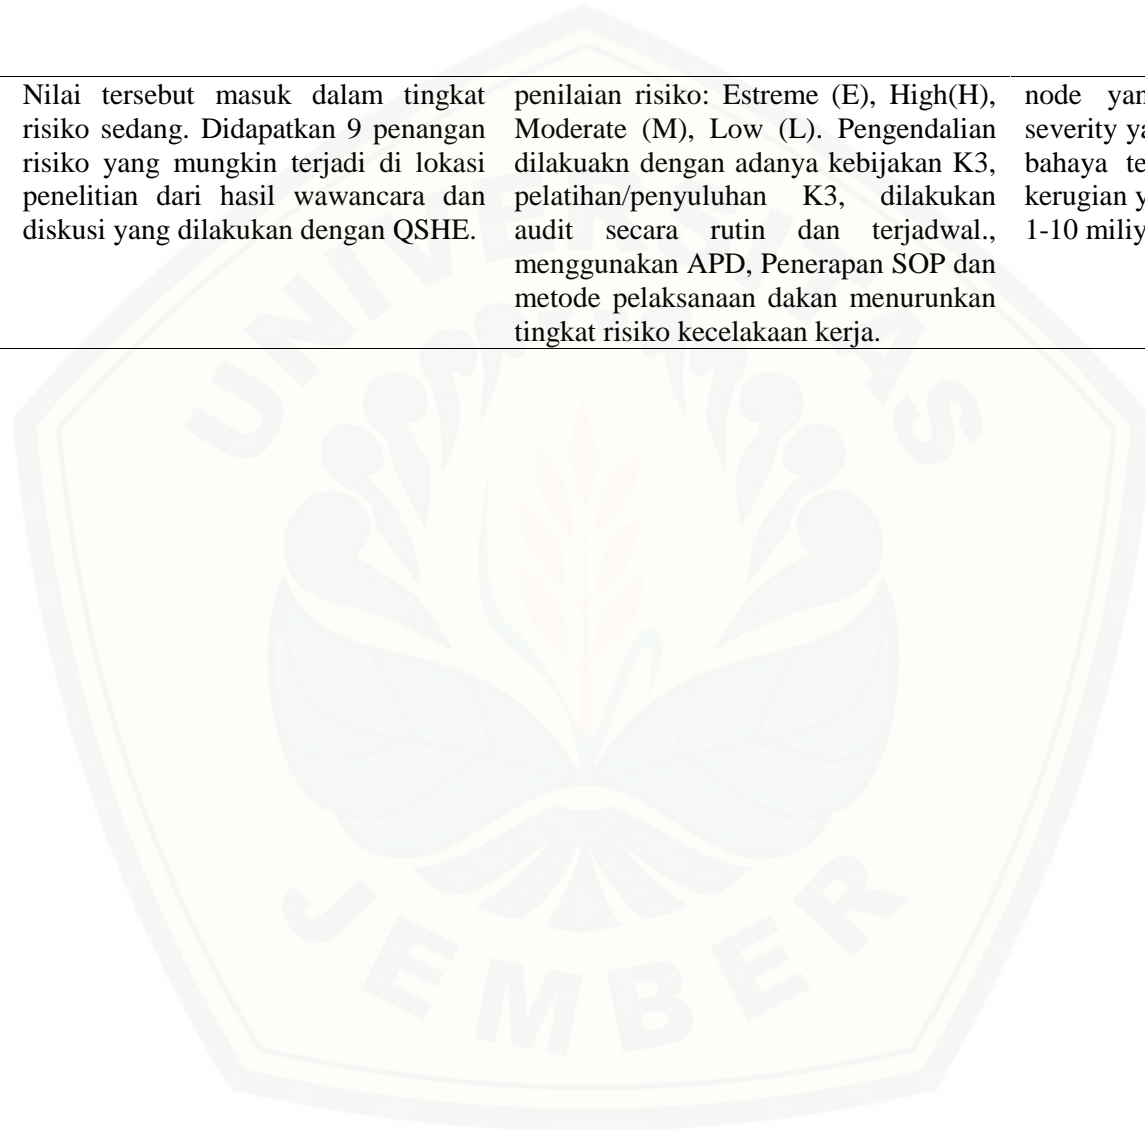 Nilai tersebut masuk dalam tingkat
risiko sedang. Didapatkan 9 penangan
risiko yang mungkin terjadi di lokasi
penelitian dari hasil wawancara dan
diskusi yang dilakukan dengan QSHE.
penilaian risiko: Estreme (E), High(H),
Moderate (M), Low (L). Pengendalian
dilakuakn dengan adanya kebijakan K3,
pelatihan/penyuluhan K3, dilakukan
audit secara rutin dan terjadwal.,
menggunakan APD, Penerapan SOP dan
metode pelaksanaan dakan menurunkan
tingkat risiko kecelakaan kerja.
node
severity
bahaya
kerugian
1-10
UNIVERSITAS
JEMBER